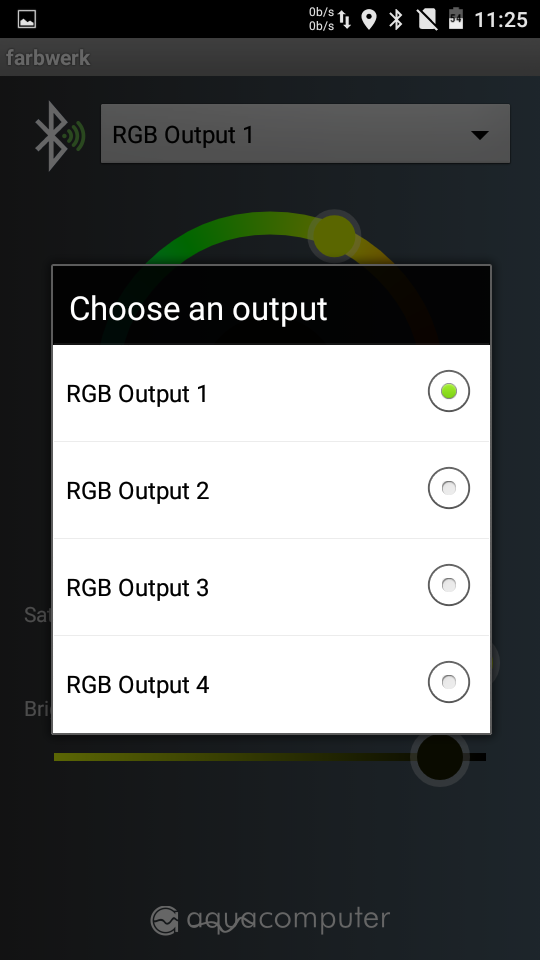 0b/s
0b/s
54
11:25
farbwerk
RGB Output 1
Choose an output
RGB Output 1
RGB Output 2
RGB Output 3
RGB Output 4
Sat
Bri
aquacomputer